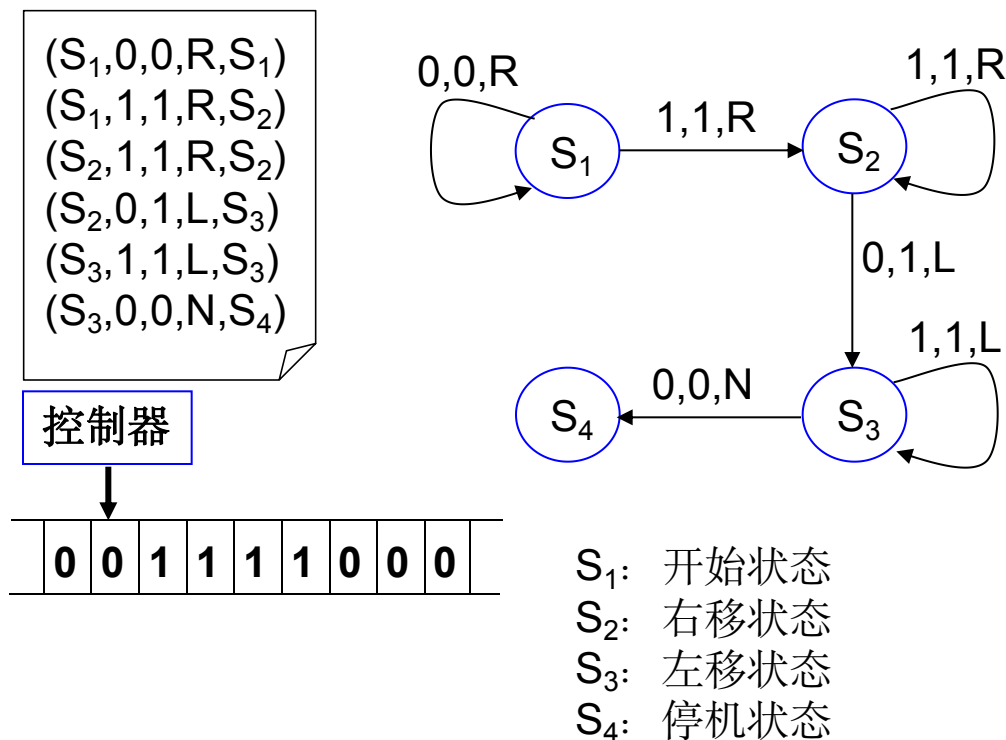 (S₁,0,0,R,S₁)
(S₁,1,1,R,S₂)
(S₂,1,1,R,S₂)
(S₂,0,1,L,S₃)
(S₃,1,1,L,S₃)
(S₃,0,0,N,S₄)
控制器
0 0 1 1 1 1 0 0 0
0,0,R
1,1,R
1,1,R
S₁
S₂
0,1,L
1,1,L
0,0,N
S₄
S₃
S₁: 开始状态
S₂: 右移状态
S₃: 左移状态
S₄: 停机状态